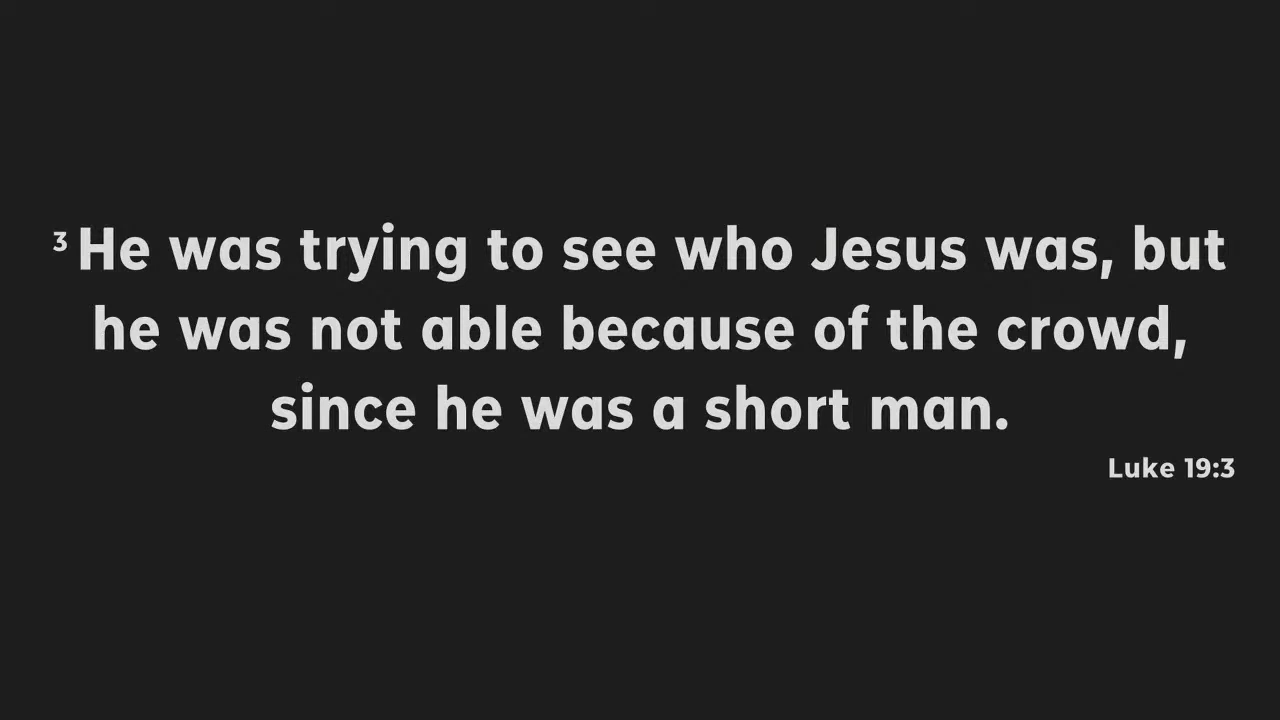 3 He was trying to see who Jesus was, but
he was not able because of the crowd,
since he was a short man.
Luke 19:3